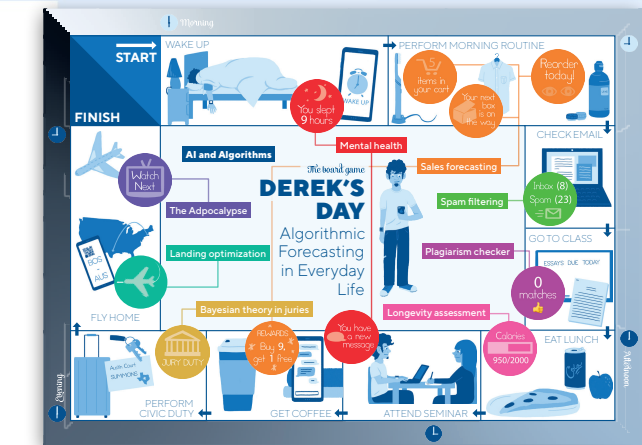 Morning
START
FINISH
WAKE UP
WAKE UP
You slept
9 hours
PERFORM MORNING ROUTINE
5
items in
your cart
Your next
box
is on
the way
Reorder
today!
CHECK EMAIL
Inbox (8)
Spam (23)
GO TO CLASS
ESSAYS DUE TODAY
0
matches
Afternoon
EAT LUNCH
Calories
950/2000
ATTEND SEMINAR
You have
a new
message
GET COFFEE
REWARDS
Buy 9,
get 1 free
PERFORM
CIVIC DUTY
JURY DUTY
Austin Court
SUMMONS
Evening
FLY HOME
BOS
AUS
Watch
Next
AI and Algorithms
The board game
DEREK'S
DAY
Algorithmic
Forecasting
in Everyday
Life
Mental health
Sales forecasting
Spam filtering
Plagiarism checker
Longevity assessment
Bayesian theory in juries
Landing optimization
The Adpocalypse